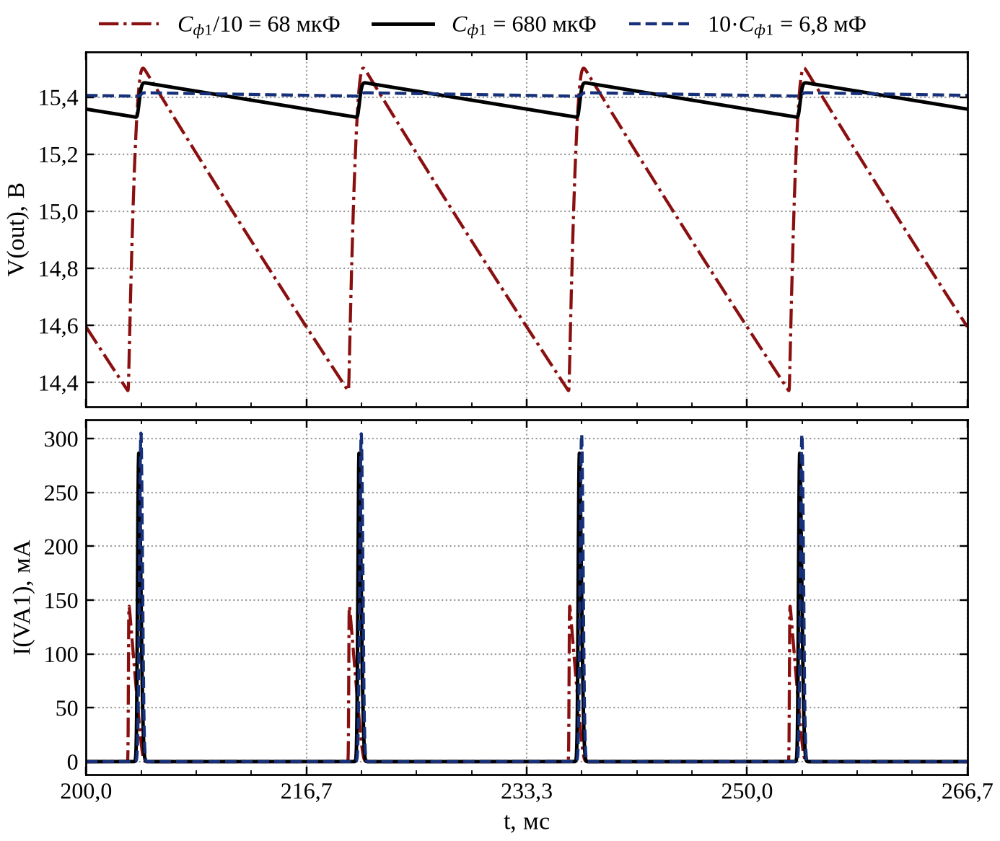 Cф1/10 = 68 мкФ Cф1 = 680 мкФ 10·Cф1 = 6,8 мФ
15,4
15,2
15,0
14,8
14,6
14,4
V(out), В
300
250
200
150
100
50
0
I(VA1), мА
200,0 216,7 233,3 250,0 266,7
t, мс